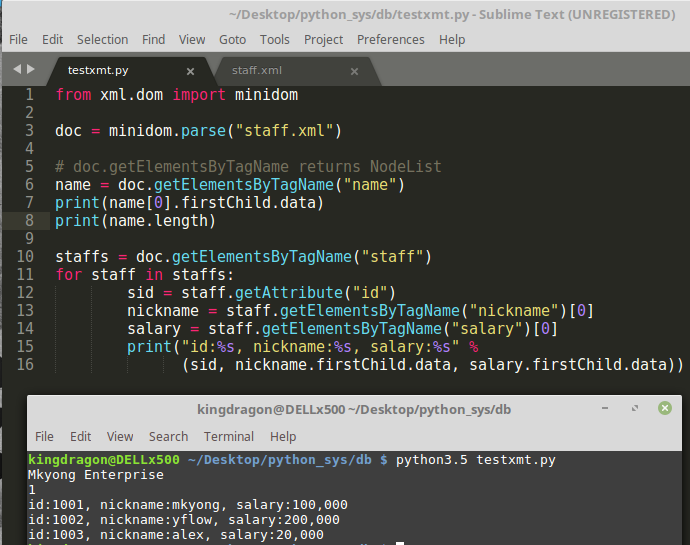 ~/Desktop/python_sys/db/testxmt.py - Sublime Text (UNREGISTERED)
File Edit Selection Find View Goto Tools Project Preferences Help
testxmt.py × staff.xml ×
1 from xml.dom import minidom
2
3 doc = minidom.parse("staff.xml")
4
5 # doc.getElementsByTagName returns NodeList
6 name = doc.getElementsByTagName("name")
7 print(name[0].firstChild.data)
8 print(name.length)
9
10 staffs = doc.getElementsByTagName("staff")
11 for staff in staffs:
12 sid = staff.getAttribute("id")
13 nickname = staff.getElementsByTagName("nickname")[0]
14 salary = staff.getElementsByTagName("salary")[0]
15 print("id:%s, nickname:%s, salary:%s" %
16 (sid, nickname.firstChild.data, salary.firstChild.data))
kingdragon@DELLx500 ~/Desktop/python_sys/db
File Edit View Search Terminal Help
kingdragon@DELLx500 ~/Desktop/python_sys/db $ python3.5 testxmt.py
Mkyong Enterprise
1
id:1001, nickname:mkyong, salary:100,000
id:1002, nickname:yflow, salary:200,000
id:1003, nickname:alex, salary:20,000